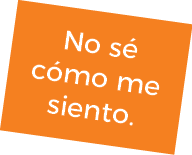 No sé
cómo me
siento.